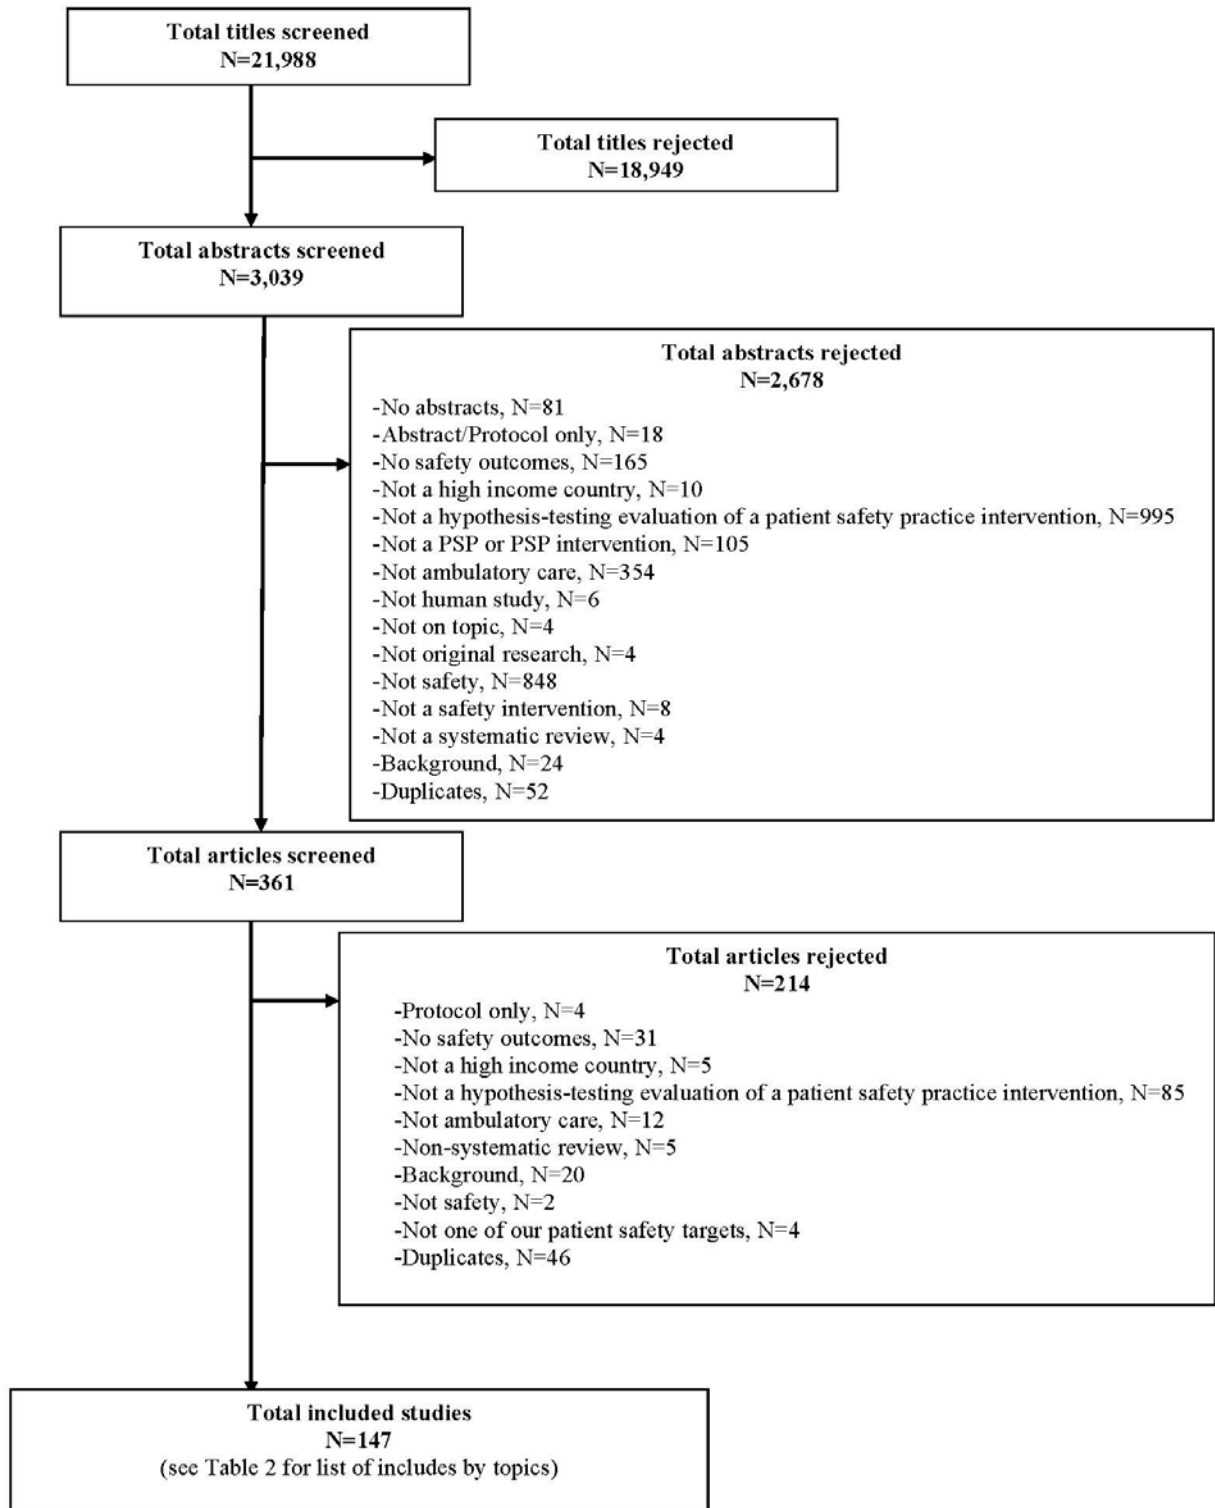 Total titles screened
N=21,988
Total titles rejected
N=18,949
Total abstracts screened
N=3,039
Total abstracts rejected
N=2,678
-No abstracts, N=81
-Abstract/Protocol only, N=18
-No safety outcomes, N=165
-Not a high income country, N=10
-Not a hypothesis-testing evaluation of a patient safety practice intervention, N=995
-Not a PSP or PSP intervention, N=105
-Not ambulatory care, N=354
-Not human study, N=6
-Not on topic, N=4
-Not original research, N=4
-Not safety, N=848
-Not a safety intervention, N=8
-Not a systematic review, N=4
-Background, N=24
-Duplicates, N=52
Total articles screened
N=361
Total articles rejected
N=214
-Protocol only, N=4
-No safety outcomes, N=31
-Not a high income country, N=5
-Not a hypothesis-testing evaluation of a patient safety practice intervention, N=85
-Not ambulatory care, N=12
-Non-systematic review, N=5
-Background, N=20
-Not safety, N=2
-Not one of our patient safety targets, N=4
-Duplicates, N=46
Total included studies
N=147
(see Table 2 for list of includes by topics)